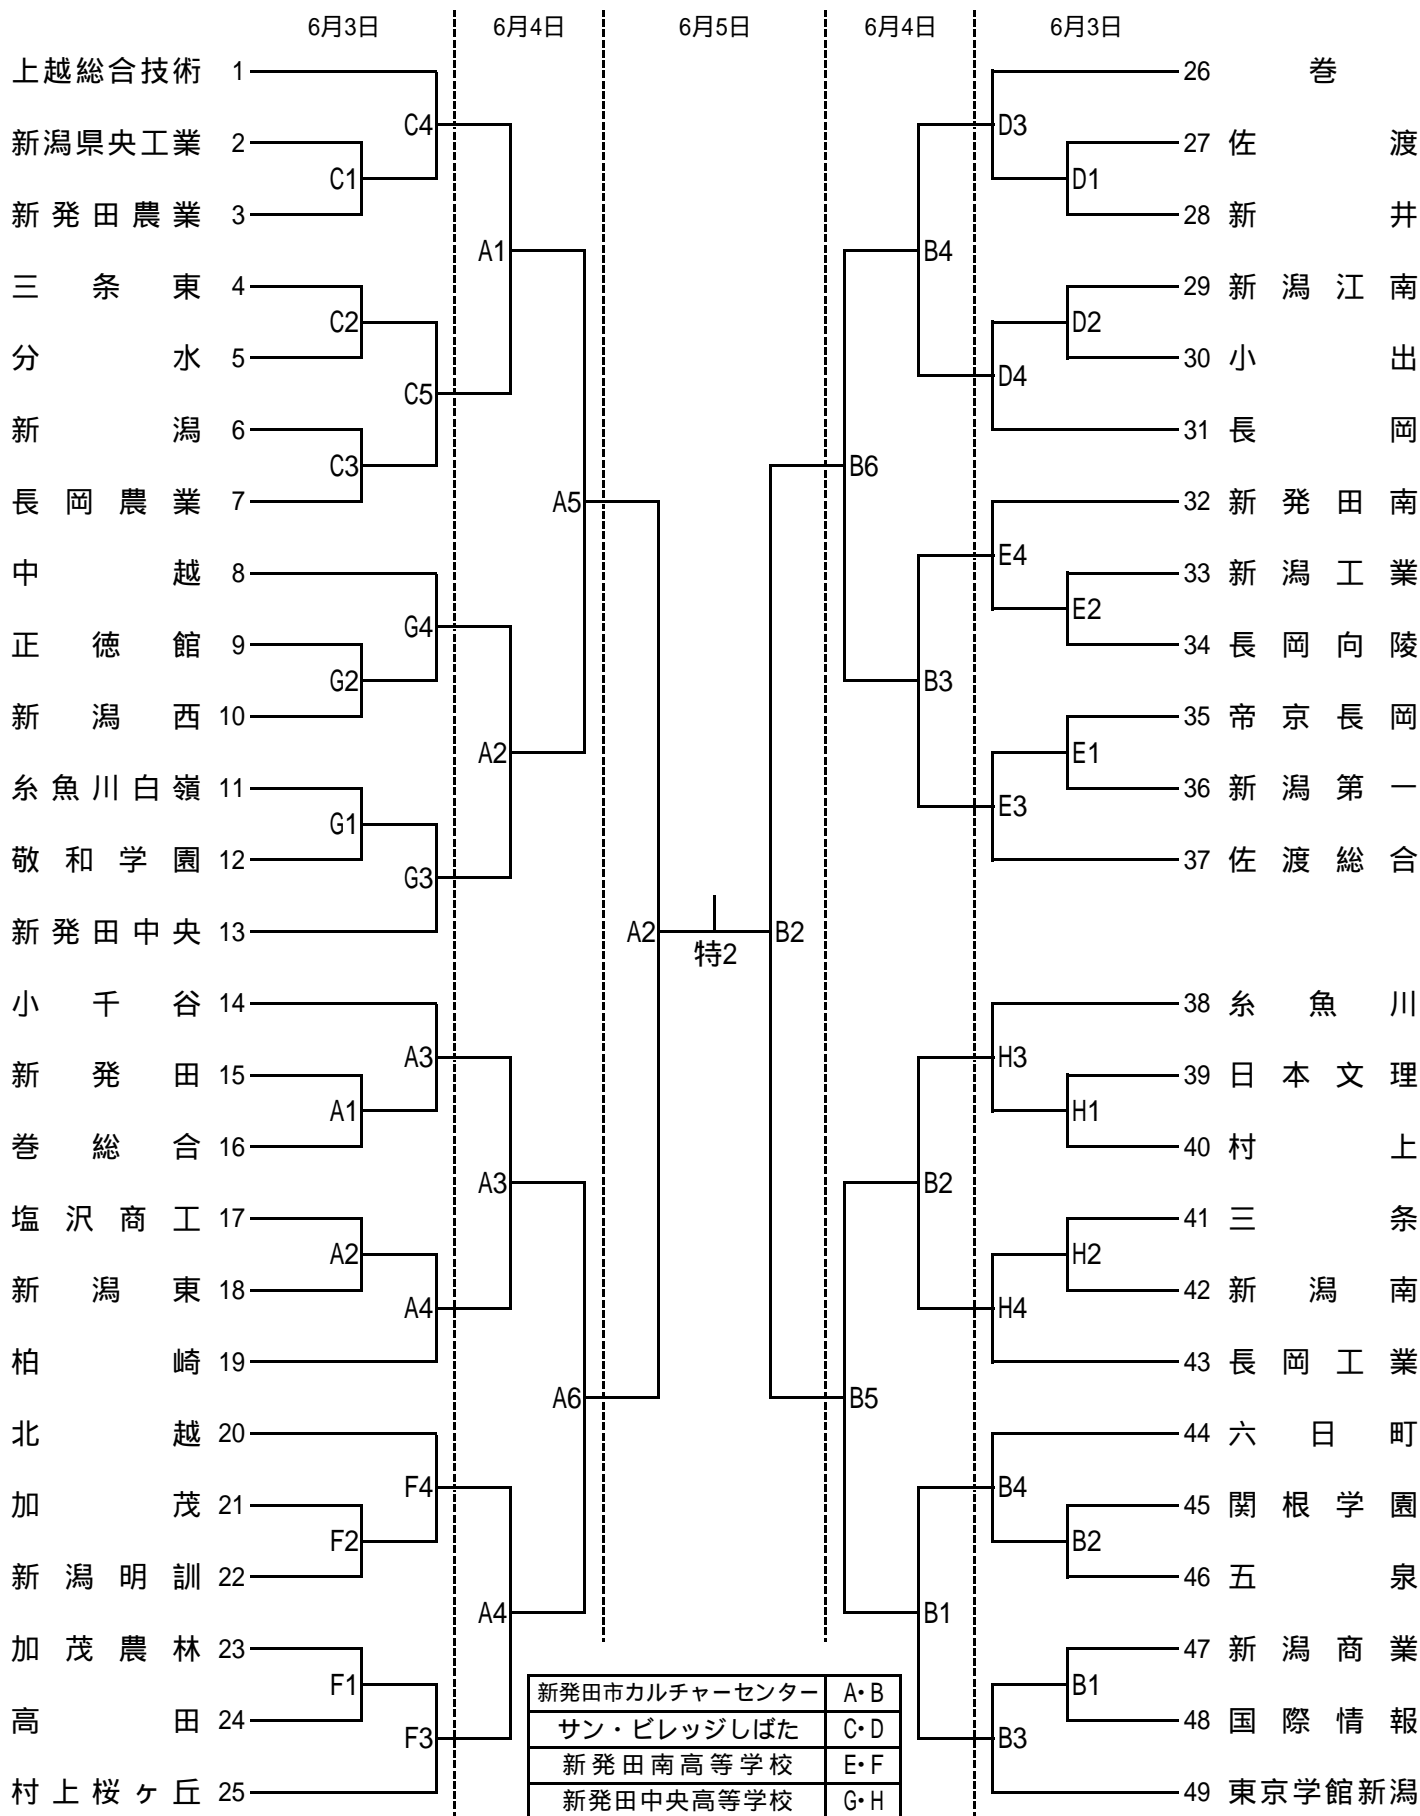 6月3日 6月4日 6月5日 6月4日 6月3日
上越総合技術 1
新潟県央工業 2
新発田農業 3
三条東 4
分水 5
新潟 6
長岡農業 7
中越 8
正徳館 9
新潟西 10
糸魚川白嶺 11
敬和学園 12
新発田中央 13
小千谷 14
新発田 15
巻総合 16
塩沢商工 17
新潟東 18
柏崎 19
北越 20
加茂 21
新潟明訓 22
加茂農林 23
高田 24
村上桜ヶ丘 25
C4
C1
C2
C5
C3
G4
G2
G1
G3
A3
A1
A2
A4
F4
F2
F1
F3
A1
A2
A3
A4
A5
A6
A2
特2
B2
B6
B5
B4
B3
B2
B1
D3
D1
D2
D4
E4
E2
E1
E3
H3
H1
H2
H4
B4
B2
B1
B3
26 巻
27 佐渡
28 新井
29 新潟江南
30 小出
31 長岡
32 新発田南
33 新潟工業
34 長岡向陵
35 帝京長岡
36 新潟第一
37 佐渡総合
38 糸魚川
39 日本文理
40 村上
41 三条
42 新潟南
43 長岡工業
44 六日町
45 関根学園
46 五泉
47 新潟商業
48 国際情報
49 東京学館新潟
新発田市カルチャーセンター A・B
サン・ビレッジしばた C・D
新発田南高等学校 E・F
新発田中央高等学校 G・H